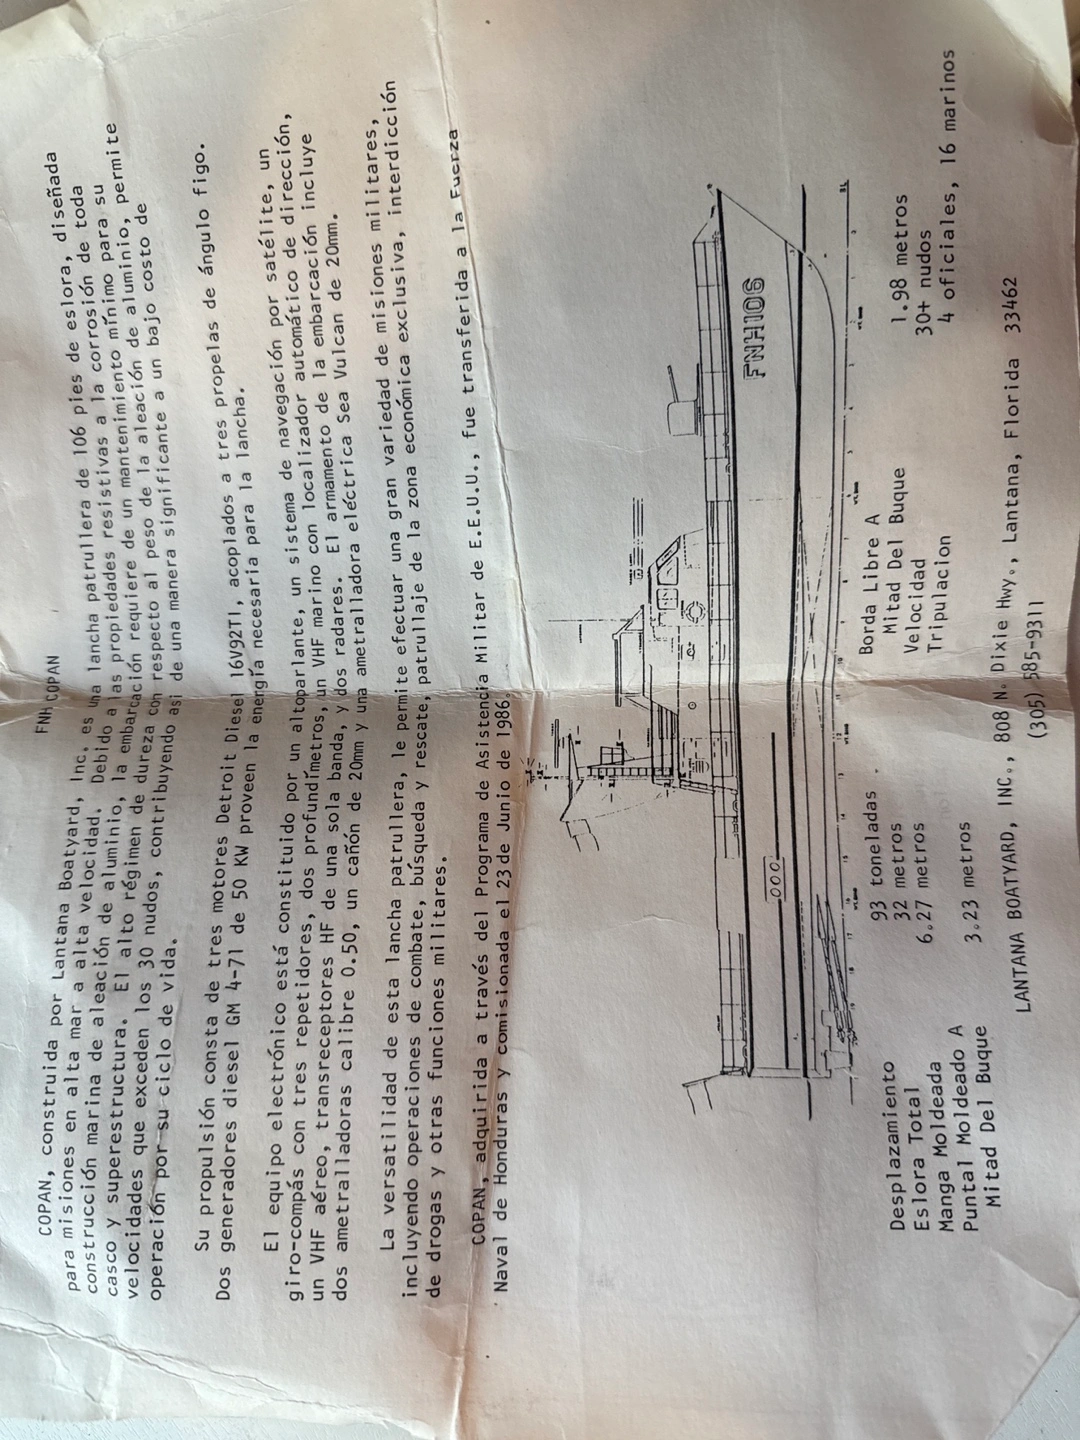 FNH COPAN
COPAN, construida por Lantana Boatyard, Inc. es una lancha patrullera de 106 pies de eslora, diseñada
para misiones en alta mar a alta velocidad. Debido a las propiedades resistivas a la corrosión de toda
construcción marina de aleación de aluminio, la embarcación requiere de un mantenimiento mínimo para su
casco y superestructura. El alto régimen de dureza con respecto al peso de la aleación de aluminio, permite
velocidades que exceden los 30 nudos, contribuyendo así de una manera significante a un bajo costo de
operación por su ciclo de vida.
Su propulsión consta de tres motores Detroit Diesel 16V92TI, acoplados a tres propelas de ángulo figo.
Dos generadores diesel GM 4-71 de 50 KW proveen la energía necesaria para la lancha.
El equipo electrónico está constituido por un altoparlante, un sistema de navegación por satélite, un
giro-compás con tres repetidores, dos profundímetros, un VHF marino con localizador automático de dirección,
un VHF aéreo, transreceptores HF de una sola banda, y dos radares. El armamento de la embarcación incluye
dos ametralladoras calibre 0.50, un cañón de 20mm y una ametralladora eléctrica Sea Vulcan de 20mm.
La versatilidad de esta lancha patrullera, le permite efectuar una gran variedad de misiones militares,
incluyendo operaciones de combate, búsqueda y rescate, patrullaje de la zona económica exclusiva, interdicción
de drogas y otras funciones militares.
COPAN, adquirida a través del Programa de Asistencia Militar de E.E.U.U., fue transferida a la Fuerza
Naval de Honduras y comisionada el 23 de Junio de 1986.
FNH106
000
Desplazamiento 93 toneladas
Eslora Total 32 metros
Manga Moldeada 6.27 metros
Puntal Moldeado A
Mitad Del Buque 3.23 metros
Borda Libre A
Mitad Del Buque 1.98 metros
Velocidad 30+ nudos
Tripulacion 4 oficiales, 16 marinos
LANTANA BOATYARD, INC., 808 N. Dixie Hwy., Lantana, Florida 33462
(305) 585-9311